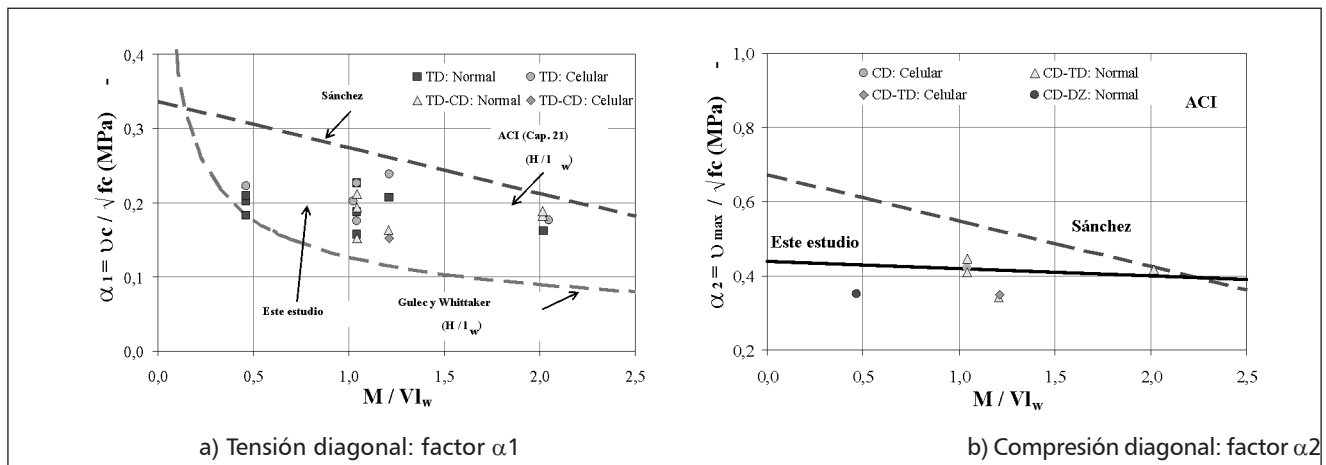 0,4
0,3
0,2
0,1
0,0
α 1 = υc / √fc (MPa) -
TD: Normal
TD: Celular
TD-CD: Normal
TD-CD: Celular
Sánchez
ACI (Cap. 21)
(H / l w)
Este estudio
Gulec y Whittaker
(H / l w)
0,0 0,5 1,0 1,5 2,0 2,5
M / Vlw
a) Tensión diagonal: factor α1
1,0
0,8
0,6
0,4
0,2
α 2 = υ max / √fc (MPa) -
CD: Celular
CD-TD: Normal
CD-TD: Celular
CD-DZ: Normal
ACI
Sánchez
Este estudio
0,0 0,5 1,0 1,5 2,0 2,5
M / Vlw
b) Compresión diagonal: factor α2